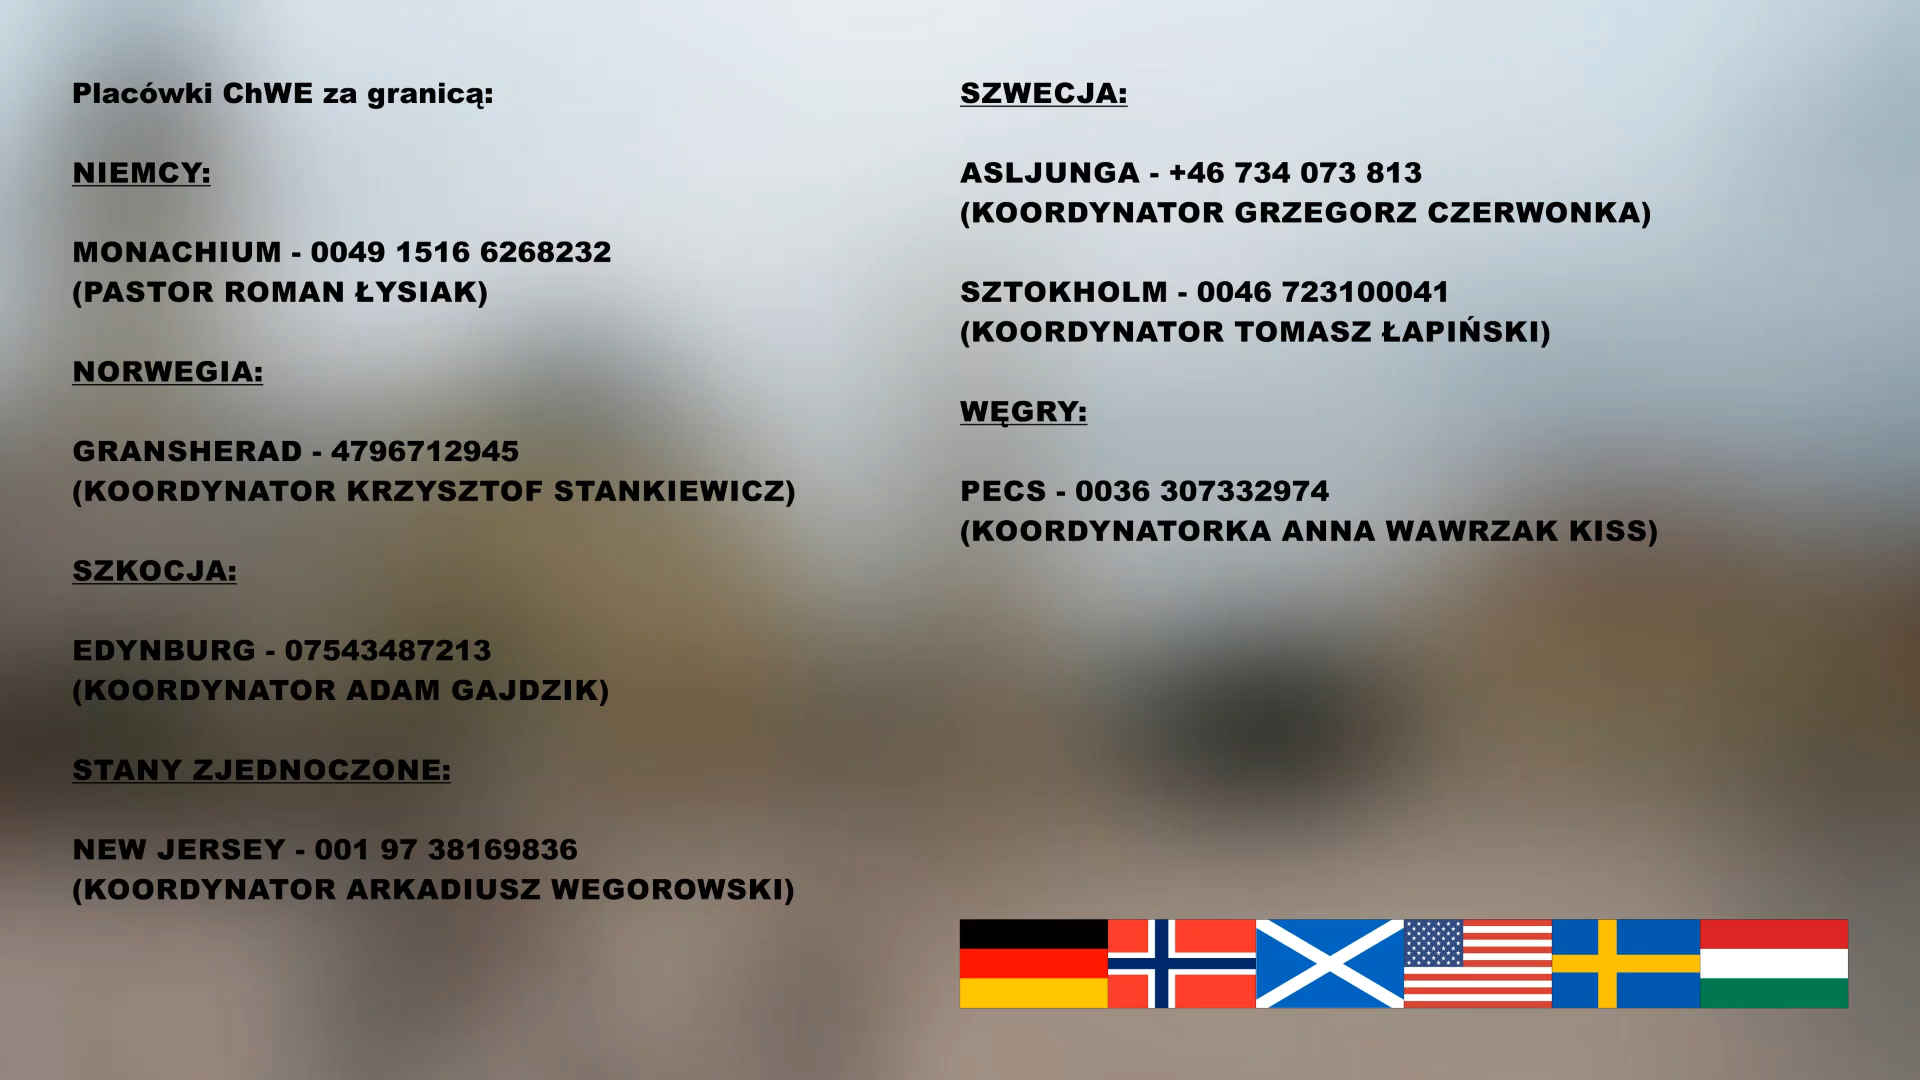 Placówki ChWE za granicą:
NIEMCY:
MONACHIUM - 0049 1516 6268232
(PASTOR ROMAN ŁYSIAK)
NORWEGIA:
GRANSHERAD - 4796712945
(KOORDYNATOR KRZYSZTOF STANKIEWICZ)
SZKOCJA:
EDYNBURG - 07543487213
(KOORDYNATOR ADAM GAJDZIK)
STANY ZJEDNOCZONE:
NEW JERSEY - 001 97 38169836
(KOORDYNATOR ARKADIUSZ WEGOROWSKI)
SZWECJA:
ASLJUNGA - +46 734 073 813
(KOORDYNATOR GRZEGORZ CZERWONKA)
SZTOKHOLM - 0046 723100041
(KOORDYNATOR TOMASZ ŁAPIŃSKI)
WĘGRY:
PECS - 0036 307332974
(KOORDYNATORKA ANNA WAWRZAK KISS)